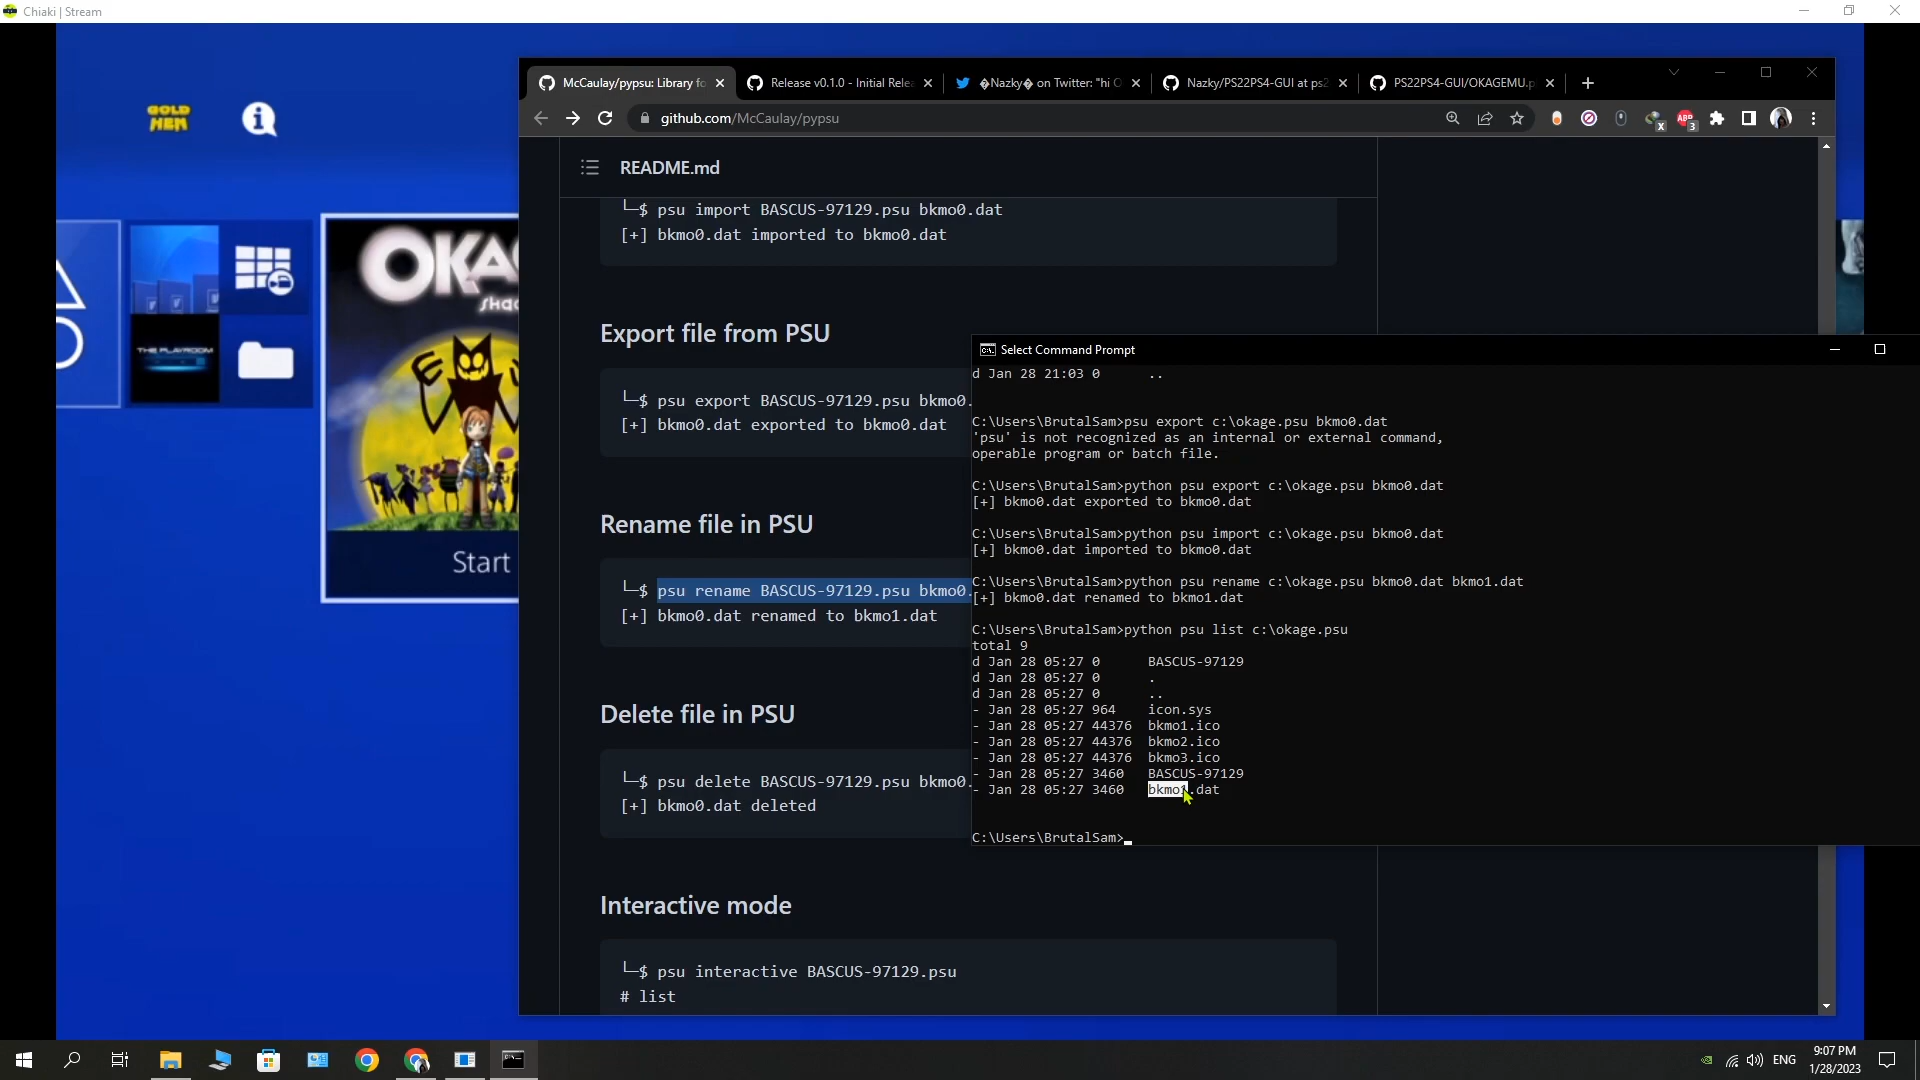 Chiaki | Stream
GOLD
HEN
THE PLAYROOM
OKAG
Start
McCaulay/pypsu: Library fo
Release v0.1.0 - Initial Relea
�Nazky� on Twitter: "hi O
Nazky/PS22PS4-GUI at ps2
PS22PS4-GUI/OKAGEMU.p
github.com/McCaulay/pypsu
X
ABP
3
README.md
└─$ psu import BASCUS-97129.psu bkmo0.dat
[+] bkmo0.dat imported to bkmo0.dat
Export file from PSU
└─$ psu export BASCUS-97129.psu bkmo0.
[+] bkmo0.dat exported to bkmo0.dat
Rename file in PSU
└─$ psu rename BASCUS-97129.psu bkmo0.
[+] bkmo0.dat renamed to bkmo1.dat
Delete file in PSU
└─$ psu delete BASCUS-97129.psu bkmo0.
[+] bkmo0.dat deleted
Interactive mode
└─$ psu interactive BASCUS-97129.psu
# list
Select Command Prompt
d Jan 28 21:03 0 ..
C:\Users\BrutalSam>psu export c:\okage.psu bkmo0.dat
'psu' is not recognized as an internal or external command,
operable program or batch file.
C:\Users\BrutalSam>python psu export c:\okage.psu bkmo0.dat
[+] bkmo0.dat exported to bkmo0.dat
C:\Users\BrutalSam>python psu import c:\okage.psu bkmo0.dat
[+] bkmo0.dat imported to bkmo0.dat
C:\Users\BrutalSam>python psu rename c:\okage.psu bkmo0.dat bkmo1.dat
[+] bkmo0.dat renamed to bkmo1.dat
C:\Users\BrutalSam>python psu list c:\okage.psu
total 9
d Jan 28 05:27 0 BASCUS-97129
d Jan 28 05:27 0 .
d Jan 28 05:27 0 ..
- Jan 28 05:27 964 icon.sys
- Jan 28 05:27 44376 bkmo1.ico
- Jan 28 05:27 44376 bkmo2.ico
- Jan 28 05:27 44376 bkmo3.ico
- Jan 28 05:27 3460 BASCUS-97129
- Jan 28 05:27 3460 bkmo1.dat
C:\Users\BrutalSam>
ENG
9:07 PM
1/28/2023